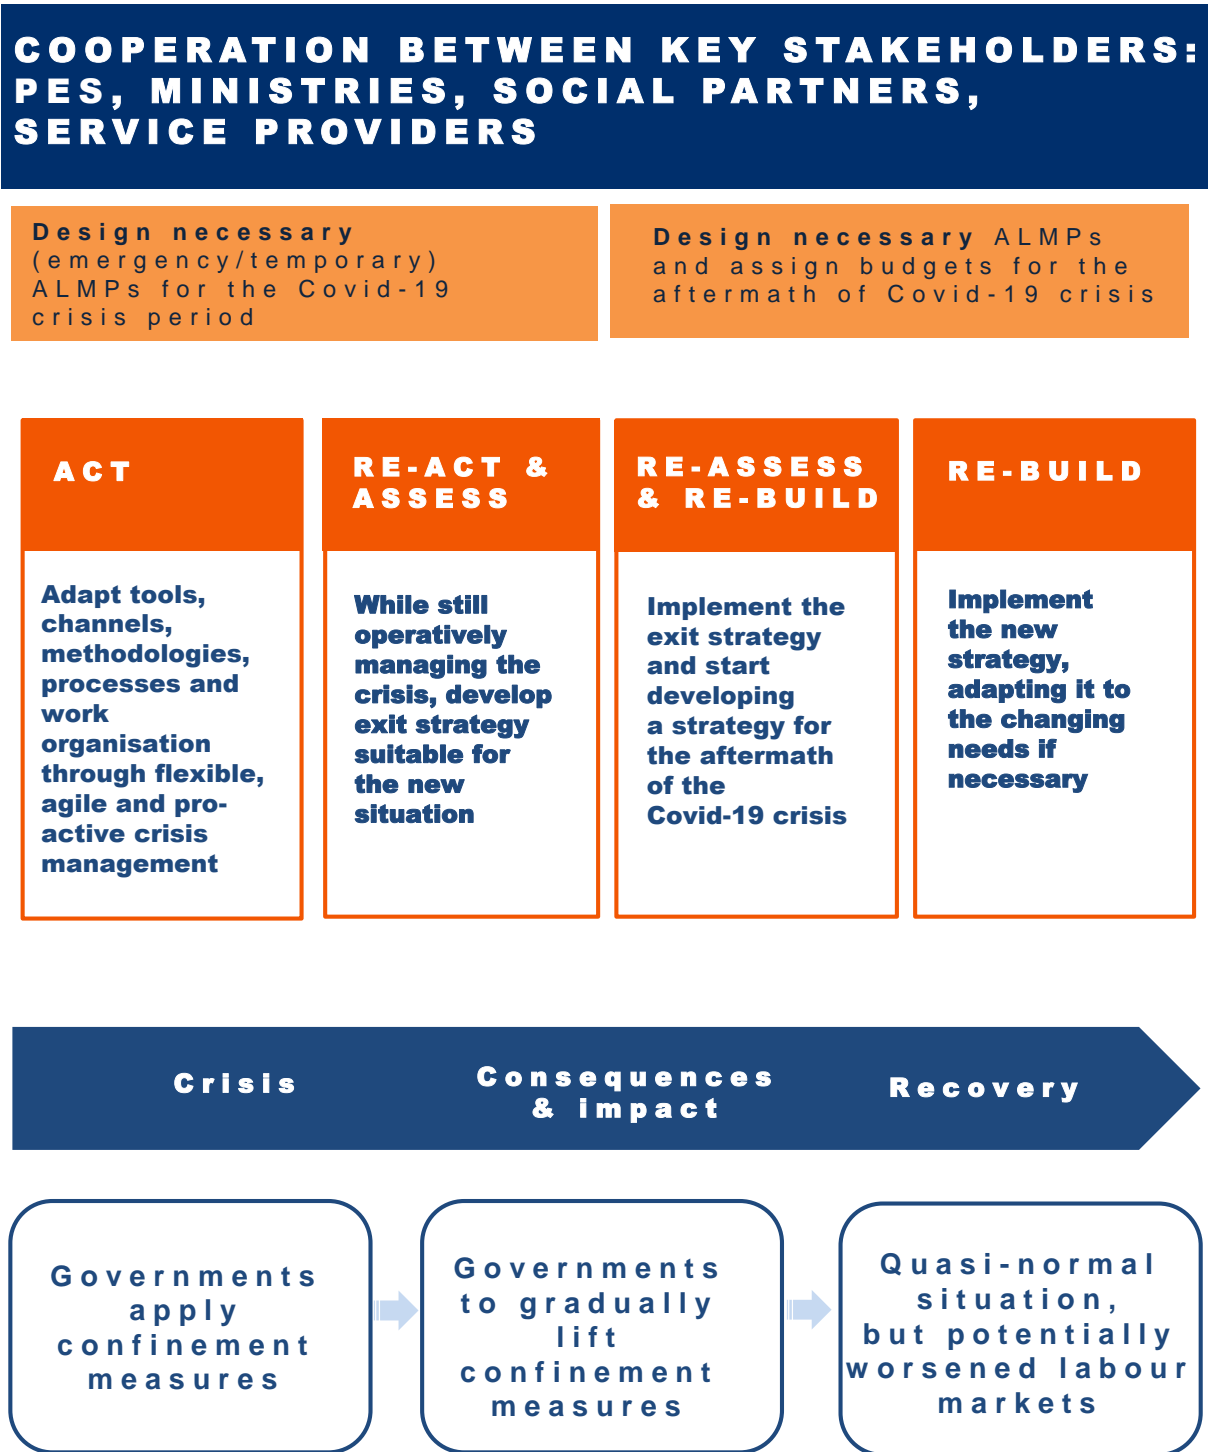 COOPERATION BETWEEN KEY STAKEHOLDERS:
PES, MINISTRIES, SOCIAL PARTNERS,
SERVICE PROVIDERS
Design necessary
(emergency/temporary)
ALMPs for the Covid-19
crisis period
Design necessary ALMPs
and assign budgets for the
aftermath of Covid-19 crisis
ACT
Adapt tools,
channels,
methodologies,
processes and
work
organisation
through flexible,
agile and pro-
active crisis
management
RE-ACT &
ASSESS
While still
operatively
managing the
crisis, develop
exit strategy
suitable for
the new
situation
RE-ASSESS
& RE-BUILD
Implement the
exit strategy
and start
developing
a strategy for
the aftermath
of the
Covid-19 crisis
RE-BUILD
Implement
the new
strategy,
adapting it to
the changing
needs if
necessary
Crisis
Consequences
& impact
Recovery
Governments
apply
confinement
measures
Governments
to gradually
lift
confinement
measures
Quasi-normal
situation,
but potentially
worsened labour
markets